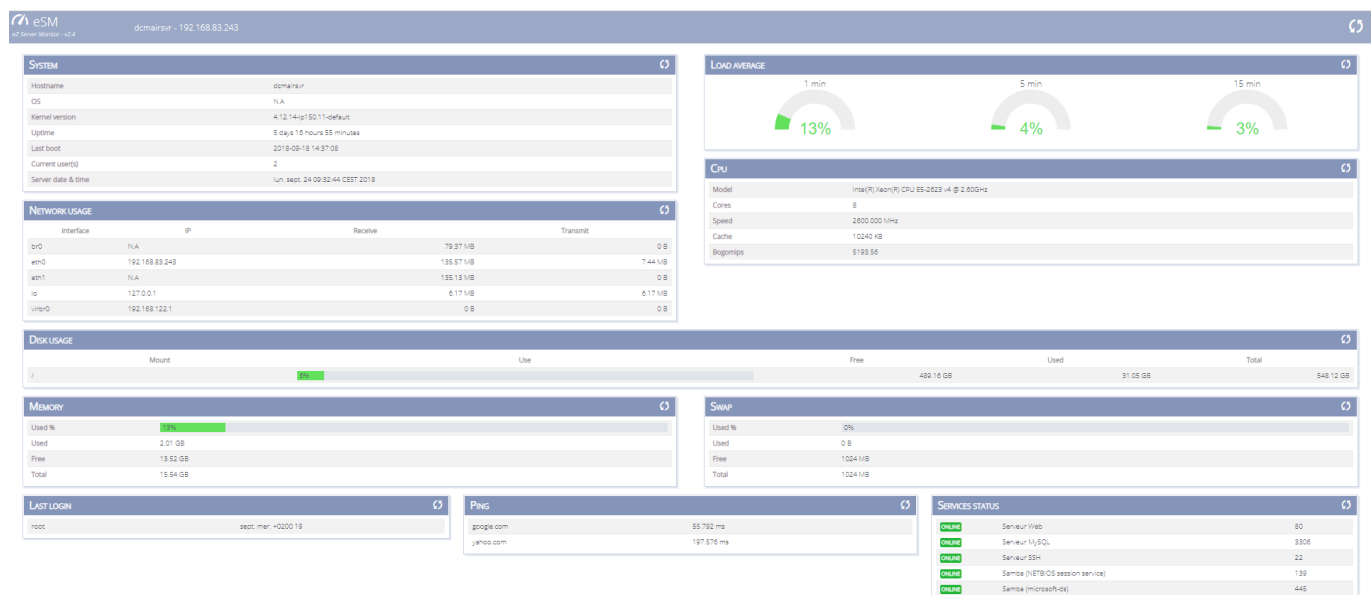 eSM
eZ Server Monitor - v2.4
dcmairsvr - 192.168.83.243
SYSTEM
Hostname dcmairsvr
OS N.A
Kernel version 4.12.14-lp150.11-default
Uptime 5 days 16 hours 55 minutes
Last boot 2018-09-18 14:37:08
Current user(s) 2
Server date & time lun. sept. 24 09:32:44 CEST 2018
LOAD AVERAGE
1 min 5 min 15 min
13% 4% 3%
CPU
Model Intel(R) Xeon(R) CPU E5-2623 v4 @ 2.60GHz
Cores 8
Speed 2600.000 MHz
Cache 10240 KB
Bogomips 5193.56
NETWORK USAGE
Interface IP Receive Transmit
br0 N.A 79.37 MB 0 B
eth0 192.168.83.243 135.57 MB 7.44 MB
eth1 N.A 135.13 MB 0 B
lo 127.0.0.1 6.17 MB 6.17 MB
virbr0 192.168.122.1 0 B 0 B
DISK USAGE
Mount Use Free Used Total
/ 6% 489.16 GB 31.05 GB 548.12 GB
MEMORY
Used % 13%
Used 2.01 GB
Free 13.52 GB
Total 15.54 GB
SWAP
Used % 0%
Used 0 B
Free 1024 MB
Total 1024 MB
LAST LOGIN
root sept. mer. +0200 19
PING
google.com 55.792 ms
yahoo.com 197.576 ms
SERVICES STATUS
ONLINE Serveur Web 80
ONLINE Serveur MySQL 3306
ONLINE Serveur SSH 22
ONLINE Samba (NETBIOS session service) 139
ONLINE Samba (microsoft-ds) 445